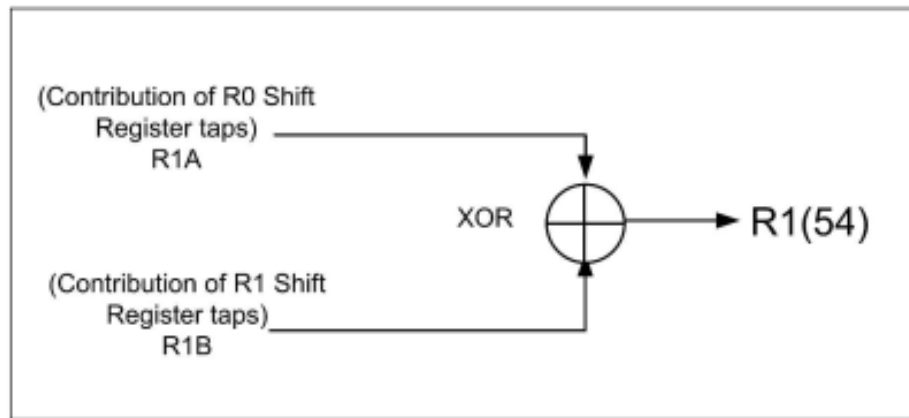 (Contribution of R0 Shift
Register taps)
R1A
XOR
R1(54)
(Contribution of R1 Shift
Register taps)
R1B